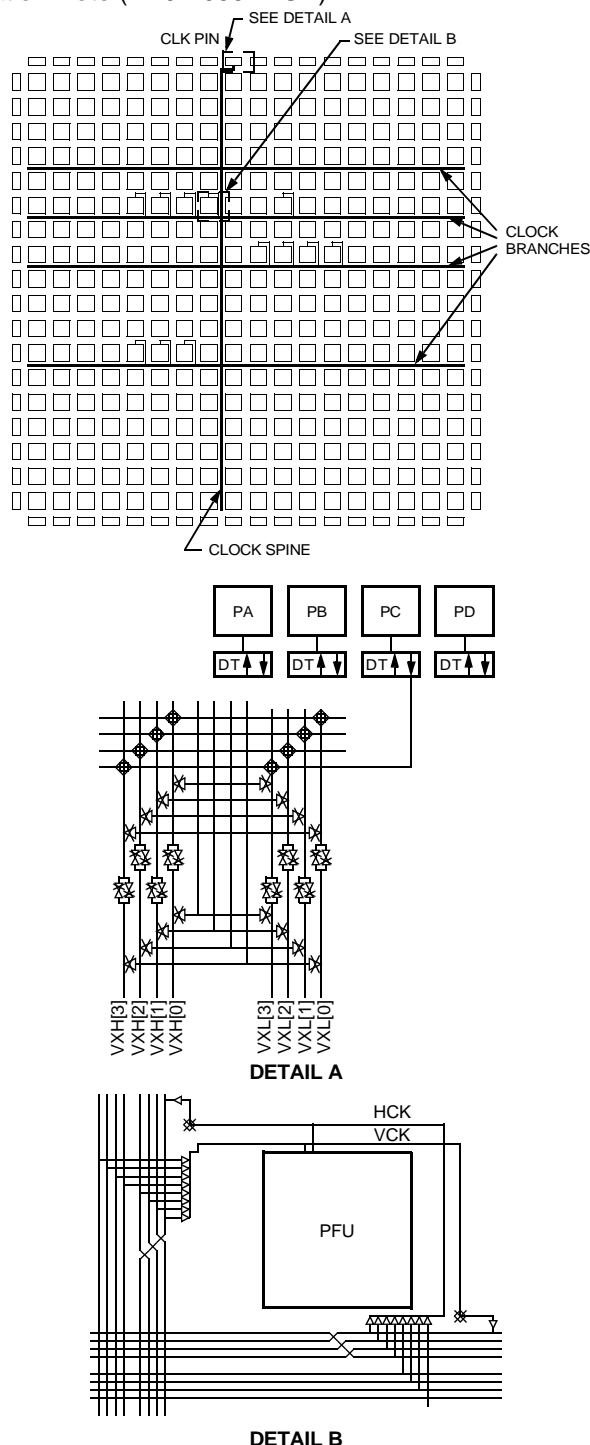 SEE DETAIL A
CLK PIN
SEE DETAIL B
CLOCK
BRANCHES
CLOCK SPINE
PA PB PC PD
DT DT DT DT
VXH[3] VXH[2] VXH[1] VXH[0] VXL[3] VXL[2] VXL[1] VXL[0]
DETAIL A
HCK
VCK
PFU
DETAIL B